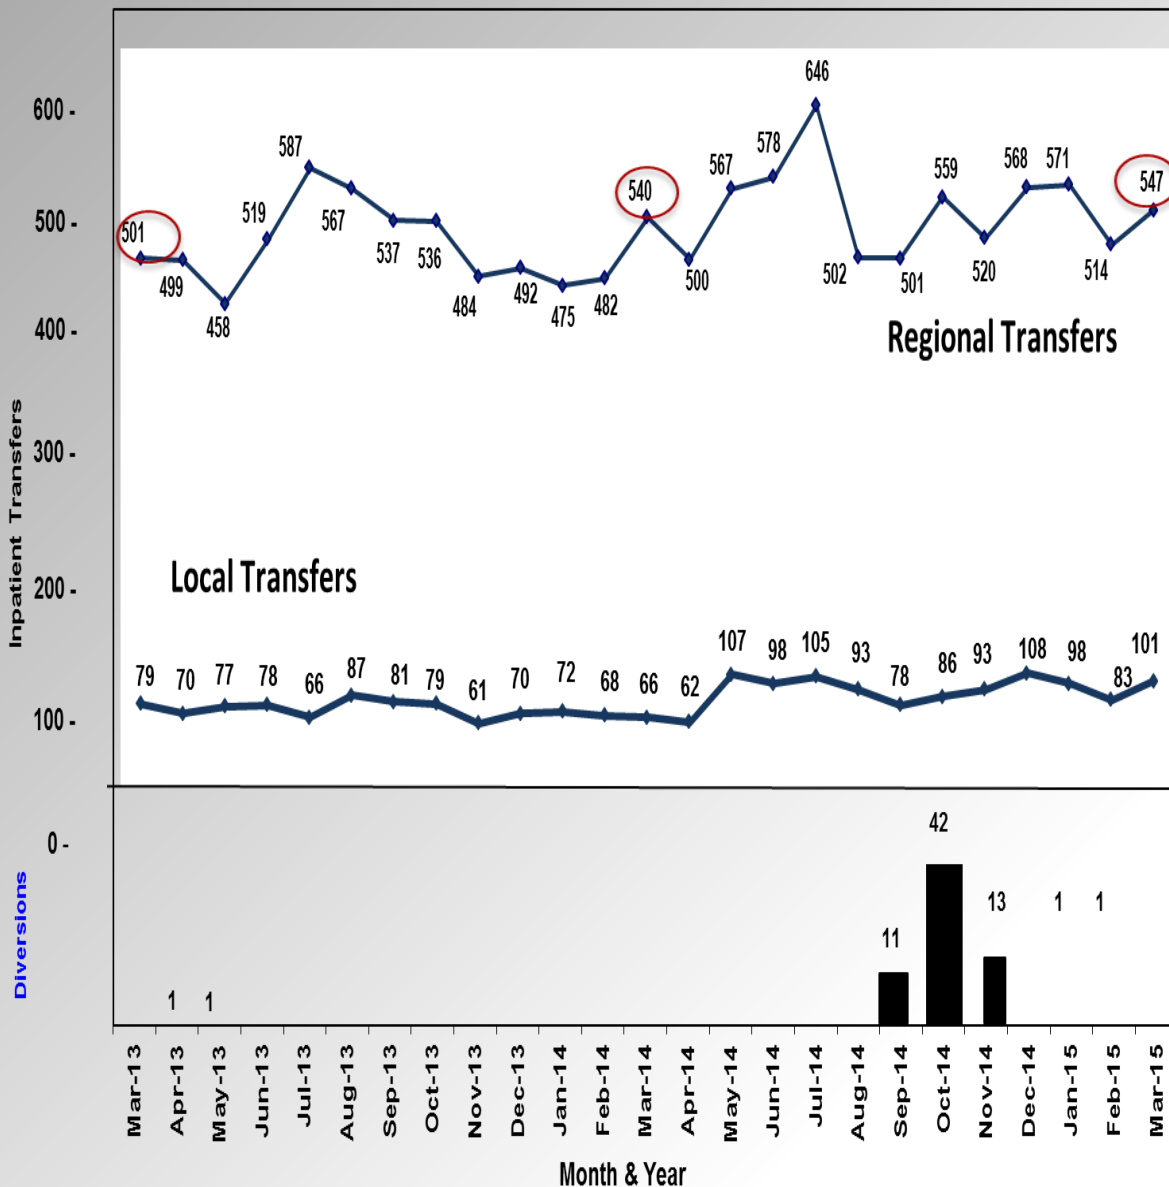 646
600 -
587
567
578
559
568
571
547
540
519
501
500 -
567
537
536
499
484
492
475
482
500
502
501
520
514
458
400 -
Regional Transfers
300 -
Inpatient Transfers
Local Transfers
200 -
79
70
77
78
66
87
81
79
61
70
72
68
66
62
107
98
105
93
78
86
93
108
98
83
101
100 -
0 -
Diversions
1
1
11
42
13
1
1
Mar-13
Apr-13
May-13
Jun-13
Jul-13
Aug-13
Sep-13
Oct-13
Nov-13
Dec-13
Jan-14
Feb-14
Mar-14
Apr-14
May-14
Jun-14
Jul-14
Aug-14
Sep-14
Oct-14
Nov-14
Dec-14
Jan-15
Feb-15
Mar-15
Month & Year